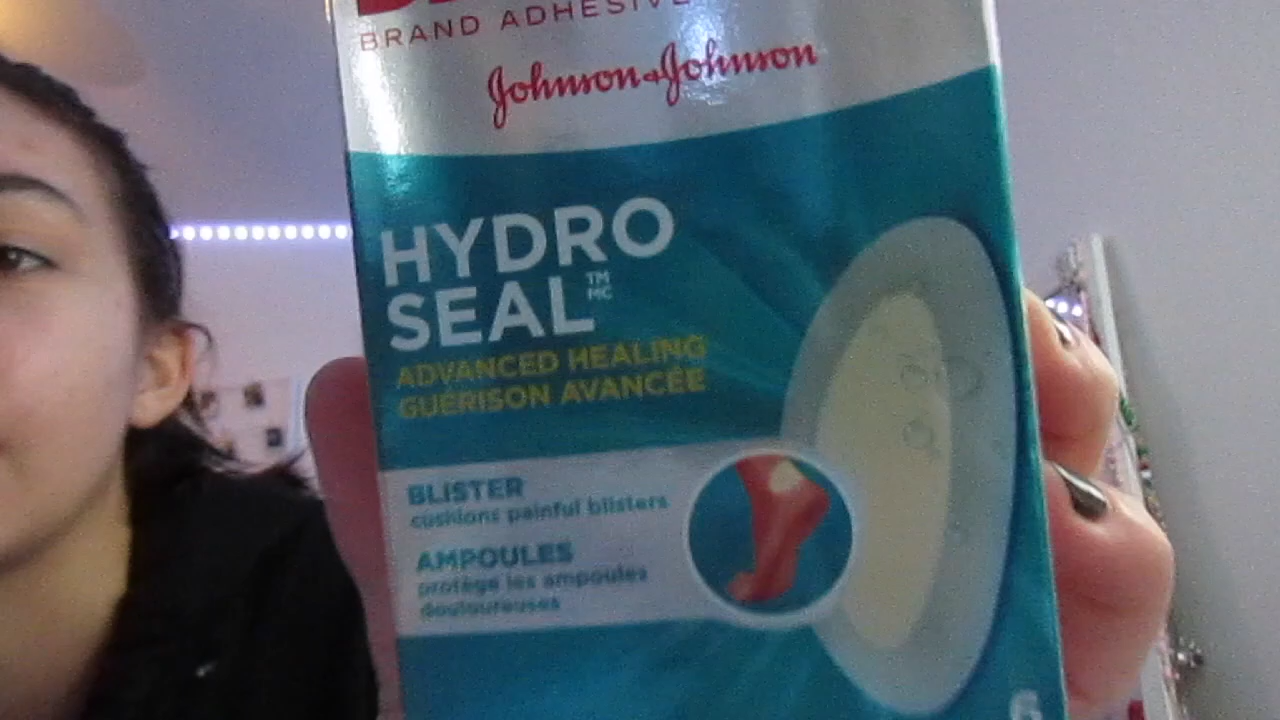 BRAND ADHESIVE
Johnson & Johnson
HYDRO
SEAL TM
MC
ADVANCED HEALING
GUÉRISON AVANCÉE
BLISTER
cushions painful blisters
AMPOULES
protège les ampoules
douloureuses
6